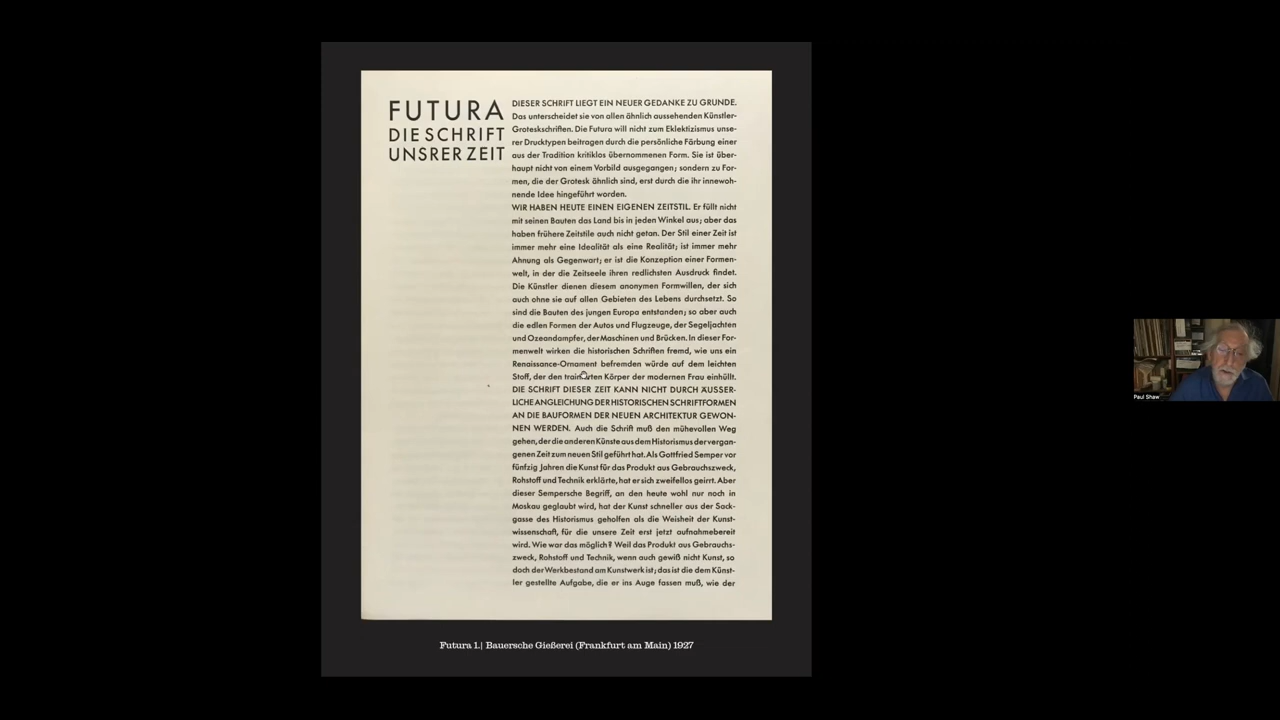 FUTURA
DIE SCHRIFT
UNSRER ZEIT
DIESER SCHRIFT LIEGT EIN NEUER GEDANKE ZU GRUNDE.
Das unterscheidet sie von allen ähnlich aussehenden Künstler-
Groteskschriften. Die Futura will nicht zum Eklektizismus unse-
rer Drucktypen beitragen durch die persönliche Färbung einer
aus der Tradition kritiklos übernommenen Form. Sie ist über-
haupt nicht von einem Vorbild ausgegangen; sondern zu For-
men, die der Grotesk ähnlich sind, erst durch die ihr innewoh-
nende Idee hingeführt worden.
WIR HABEN HEUTE EINEN EIGENEN ZEITSTIL. Er füllt nicht
mit seinen Bauten das Land bis in jeden Winkel aus; aber das
haben frühere Zeitstile auch nicht getan. Der Stil einer Zeit ist
immer mehr eine Idealität als eine Realität; ist immer mehr
Ahnung als Gegenwart; er ist die Konzeption einer Formen-
welt, in der die Zeitseele ihren redlichsten Ausdruck findet.
Die Künstler dienen diesem anonymen Formwillen, der sich
auch ohne sie auf allen Gebieten des Lebens durchsetzt. So
sind die Bauten des jungen Europa entstanden; so aber auch
die edlen Formen der Autos und Flugzeuge, der Segeljachten
und Ozeandampfer, der Maschinen und Brücken. In dieser For-
menwelt wirken die historischen Schriften fremd, wie uns ein
Renaissance-Ornament befremden würde auf dem leichten
Stoff, der den trainierten Körper der modernen Frau einhüllt.
DIE SCHRIFT DIESER ZEIT KANN NICHT DURCH ÄUSSER-
LICHE ANGLEICHUNG DER HISTORISCHEN SCHRIFTFORMEN
AN DIE BAUFORMEN DER NEUEN ARCHITEKTUR GEWON-
NEN WERDEN. Auch die Schrift muß den mühevollen Weg
gehen, der die anderen Künste aus dem Historismus der vergan-
genen Zeit zum neuen Stil geführt hat. Als Gottfried Semper vor
fünfzig Jahren die Kunst für das Produkt aus Gebrauchszweck,
Rohstoff und Technik erklärte, hat er sich zweifellos geirrt. Aber
dieser Sempersche Begriff, an den heute wohl nur noch in
Moskau geglaubt wird, hat der Kunst schneller aus der Sack-
gasse des Historismus geholfen als die Weisheit der Kunst-
wissenschaft, für die unsere Zeit erst jetzt aufnahmebereit
wird. Wie war das möglich? Weil das Produkt aus Gebrauchs-
zweck, Rohstoff und Technik, wenn auch gewiß nicht Kunst, so
doch der Werkbestand am Kunstwerk ist; das ist die dem Künst-
ler gestellte Aufgabe, die er ins Auge fassen muß, wie der
Futura 1.| Bauersche Gießerei (Frankfurt am Main) 1927
Paul Shaw